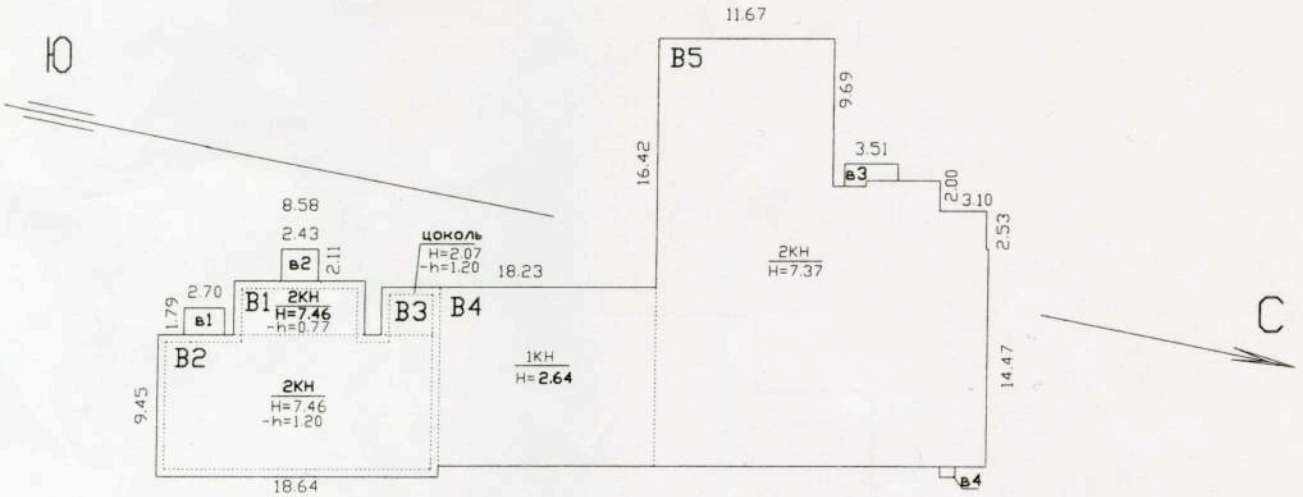 11.67
Ю
В5
9.69
3.51
в3
2.00
3.10
2.53
16.42
8.58
2.43
в2
2.11
цоколь
H=2.07
-h=1.20
18.23
2КН
H=7.37
2.70
1.79
в1
В1
2КН
H=7.46
-h=0.77
В3
В4
С
В2
1КН
H=2.64
14.47
9.45
2КН
H=7.46
-h=1.20
18.64
в4